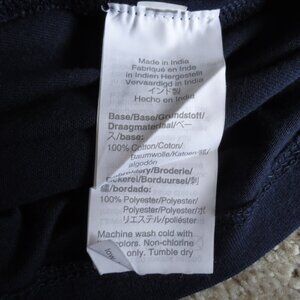 Made in India
Fabriqué en Inde
in Indien Hergestellt
Vervaardigd in India
インド製
Hecho en India
Base/Base/Grundstoff/
Draagmateriaal/ベー
ス/base:
100% Cotton/Coton/
Baumwolle/Katoen/綿/
algodón
Broderie/
Stickerei/Borduursel/刺
bordado:
100% Polyester/Polyester/
Polyester/Polyester/ポ
リエステル/poliéster
Machine wash cold with
colors. Non-chlorine
only. Tumble dry